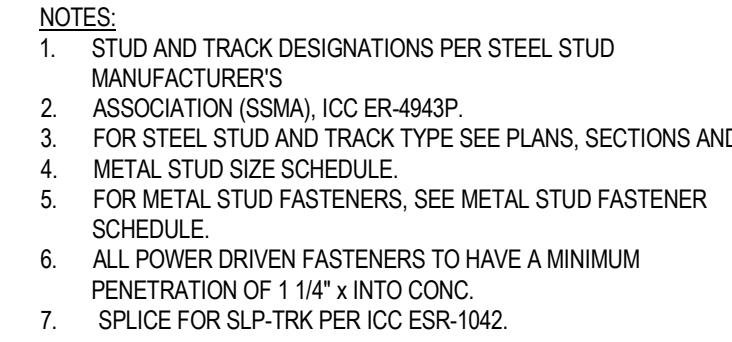 NOTES:
1. STUD AND TRACK DESIGNATIONS PER STEEL STUD
MANUFACTURER'S
2. ASSOCIATION (SSMA), ICC ER-4943P.
3. FOR STEEL STUD AND TRACK TYPE SEE PLANS, SECTIONS AND
4. METAL STUD SIZE SCHEDULE.
5. FOR METAL STUD FASTENERS, SEE METAL STUD FASTENER
SCHEDULE.
6. ALL POWER DRIVEN FASTENERS TO HAVE A MINIMUM
PENETRATION OF 1 1/4" x INTO CONC.
7. SPLICE FOR SLP-TRK PER ICC ESR-1042.